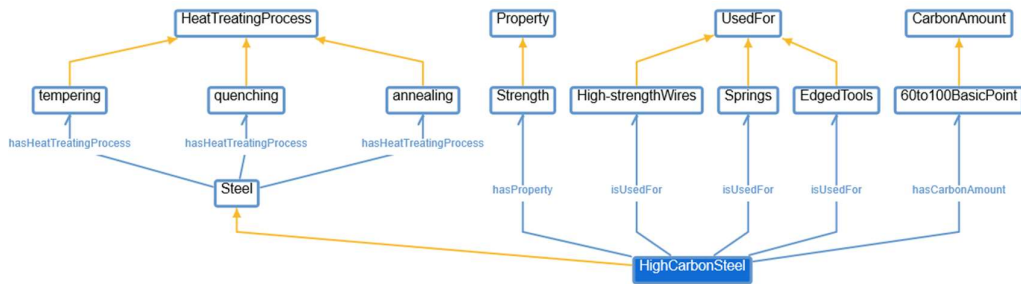 HeatTreatingProcess
Property
UsedFor
CarbonAmount
tempering
quenching
annealing
Strength
High-strengthWires
Springs
EdgedTools
60to100BasicPoint
hasHeatTreatingProcess
hasHeatTreatingProcess
hasHeatTreatingProcess
Steel
hasProperty
isUsedFor
isUsedFor
isUsedFor
hasCarbonAmount
HighCarbonSteel